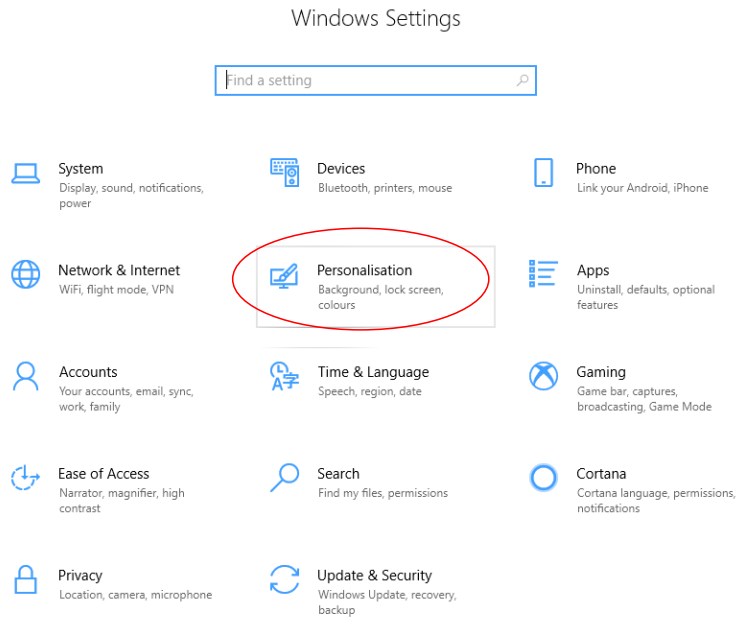 Windows Settings
Find a setting
System
Display, sound, notifications,
power
Devices
Bluetooth, printers, mouse
Phone
Link your Android, iPhone
Network & Internet
WiFi, flight mode, VPN
Personalisation
Background, lock screen,
colours
Apps
Uninstall, defaults, optional
features
Accounts
Your accounts, email, sync,
work, family
Time & Language
Speech, region, date
Gaming
Game bar, captures,
broadcasting, Game Mode
Ease of Access
Narrator, magnifier, high
contrast
Search
Find my files, permissions
Cortana
Cortana language, permissions,
notifications
Privacy
Location, camera, microphone
Update & Security
Windows Update, recovery,
backup